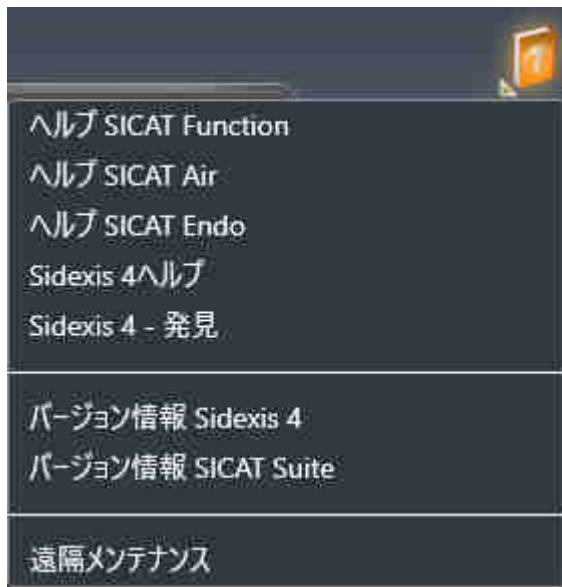 ヘルプ SICAT Function
ヘルプ SICAT Air
ヘルプ SICAT Endo
Sidexis 4ヘルプ
Sidexis 4 - 発見
バージョン情報 Sidexis 4
バージョン情報 SICAT Suite
遠隔メンテナンス